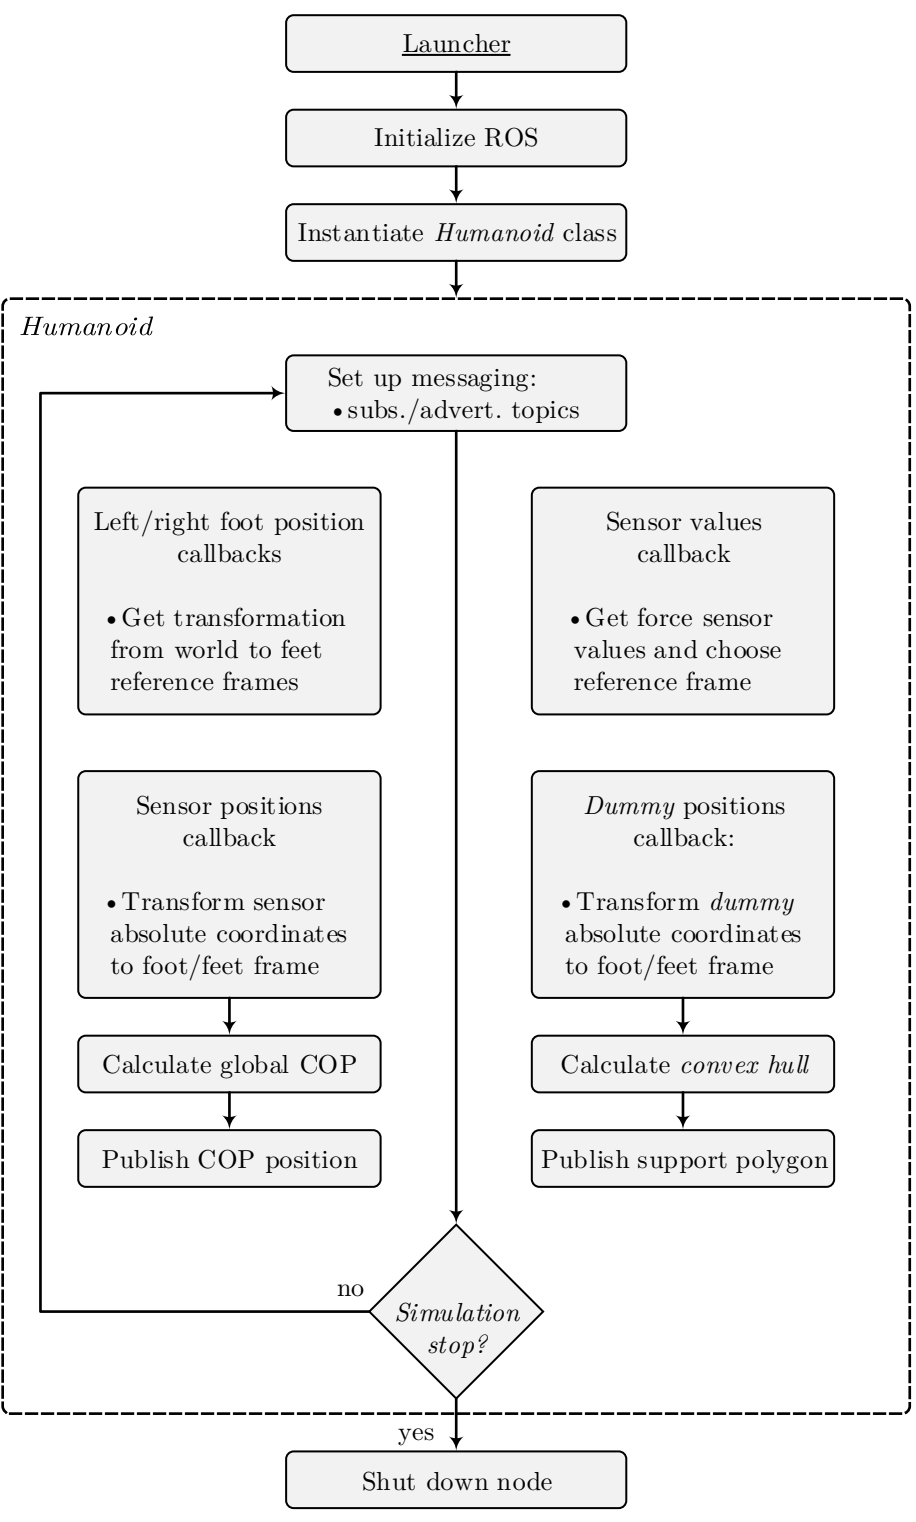 Launcher
Initialize ROS
Instantiate Humanoid class
Humanoid
Set up messaging:
• subs./advert. topics
Left/right foot position
callbacks
• Get transformation
from world to feet
reference frames
Sensor values
callback
• Get force sensor
values and choose
reference frame
Sensor positions
callback
• Transform sensor
absolute coordinates
to foot/feet frame
Dummy positions
callback:
• Transform dummy
absolute coordinates
to foot/feet frame
Calculate global COP
Calculate convex hull
Publish COP position
Publish support polygon
no
Simulation
stop?
yes
Shut down node